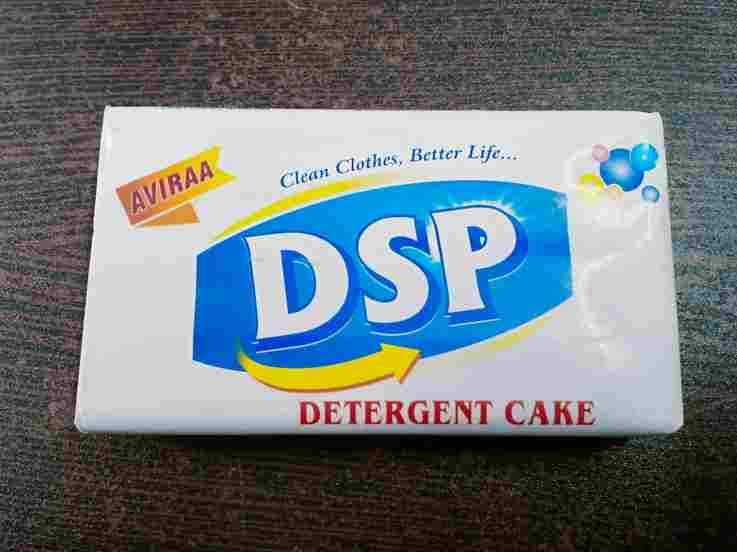 AVIRAA
Clean Clothes, Better Life...
DSP
DETERGENT CAKE